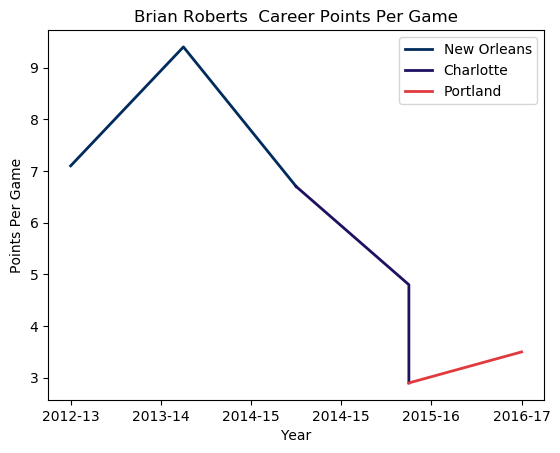 Brian Roberts  Career Points Per Game
New Orleans
Charlotte
Portland
9
8
7
6
5
4
3
Points Per Game
2012-13
2013-14
2014-15
2014-15
2015-16
2016-17
Year